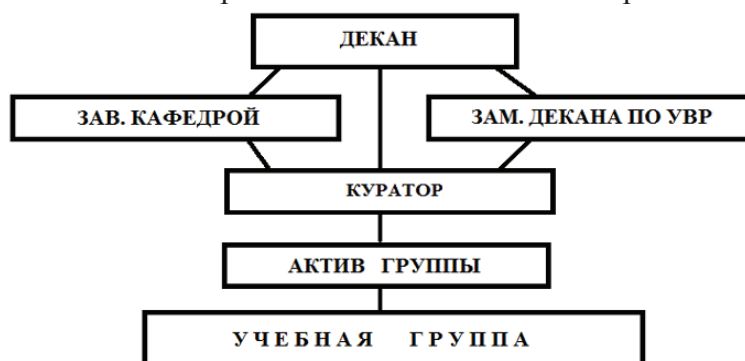 ДЕКАН
ЗАВ. КАФЕДРОЙ
ЗАМ. ДЕКАНА ПО УВР
КУРАТОР
АКТИВ ГРУППЫ
УЧЕБНАЯ ГРУППА